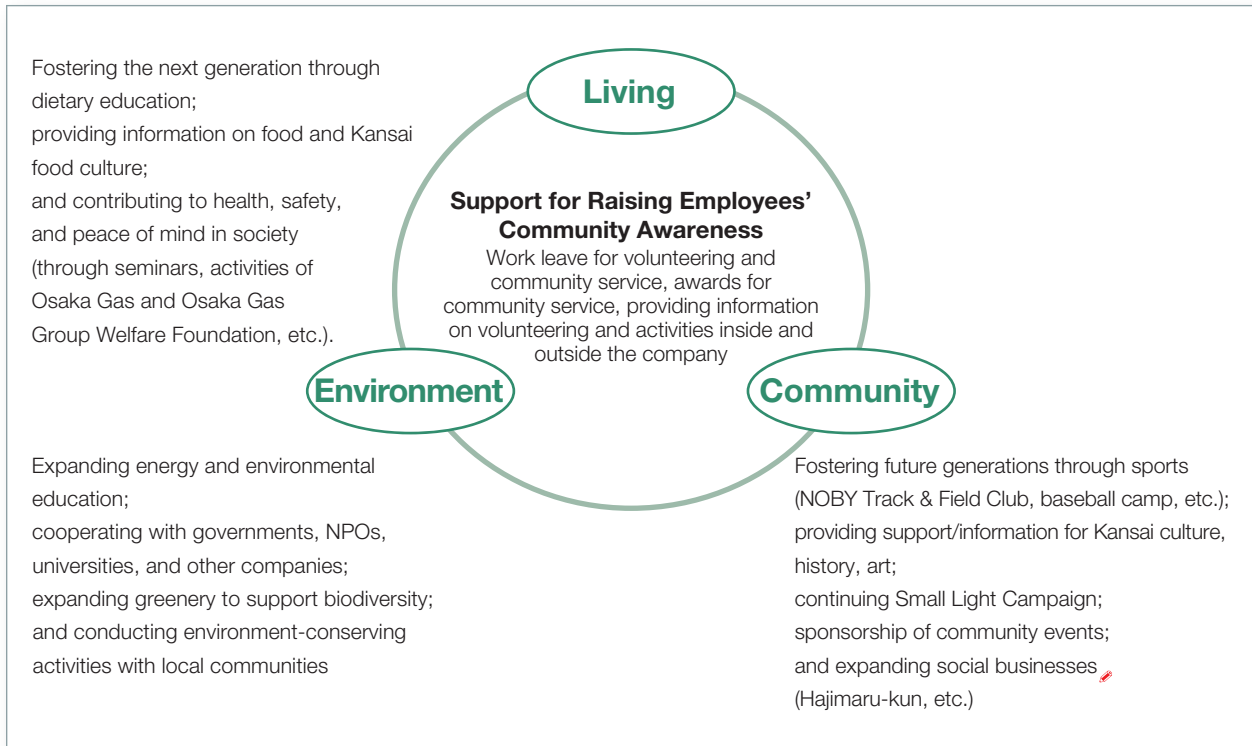 Living
Fostering the next generation through
dietary education;
providing information on food and Kansai
food culture;
and contributing to health, safety,
and peace of mind in society
(through seminars, activities of
Osaka Gas and Osaka Gas
Group Welfare Foundation, etc.).
Support for Raising Employees’
Community Awareness
Work leave for volunteering and
community service, awards for
community service, providing information
on volunteering and activities inside and
outside the company
Environment
Expanding energy and environmental
education;
cooperating with governments, NPOs,
universities, and other companies;
expanding greenery to support biodiversity;
and conducting environment-conserving
activities with local communities
Community
Fostering future generations through sports
(NOBY Track & Field Club, baseball camp, etc.);
providing support/information for Kansai culture,
history, art;
continuing Small Light Campaign;
sponsorship of community events;
and expanding social businesses
(Hajimaru-kun, etc.)